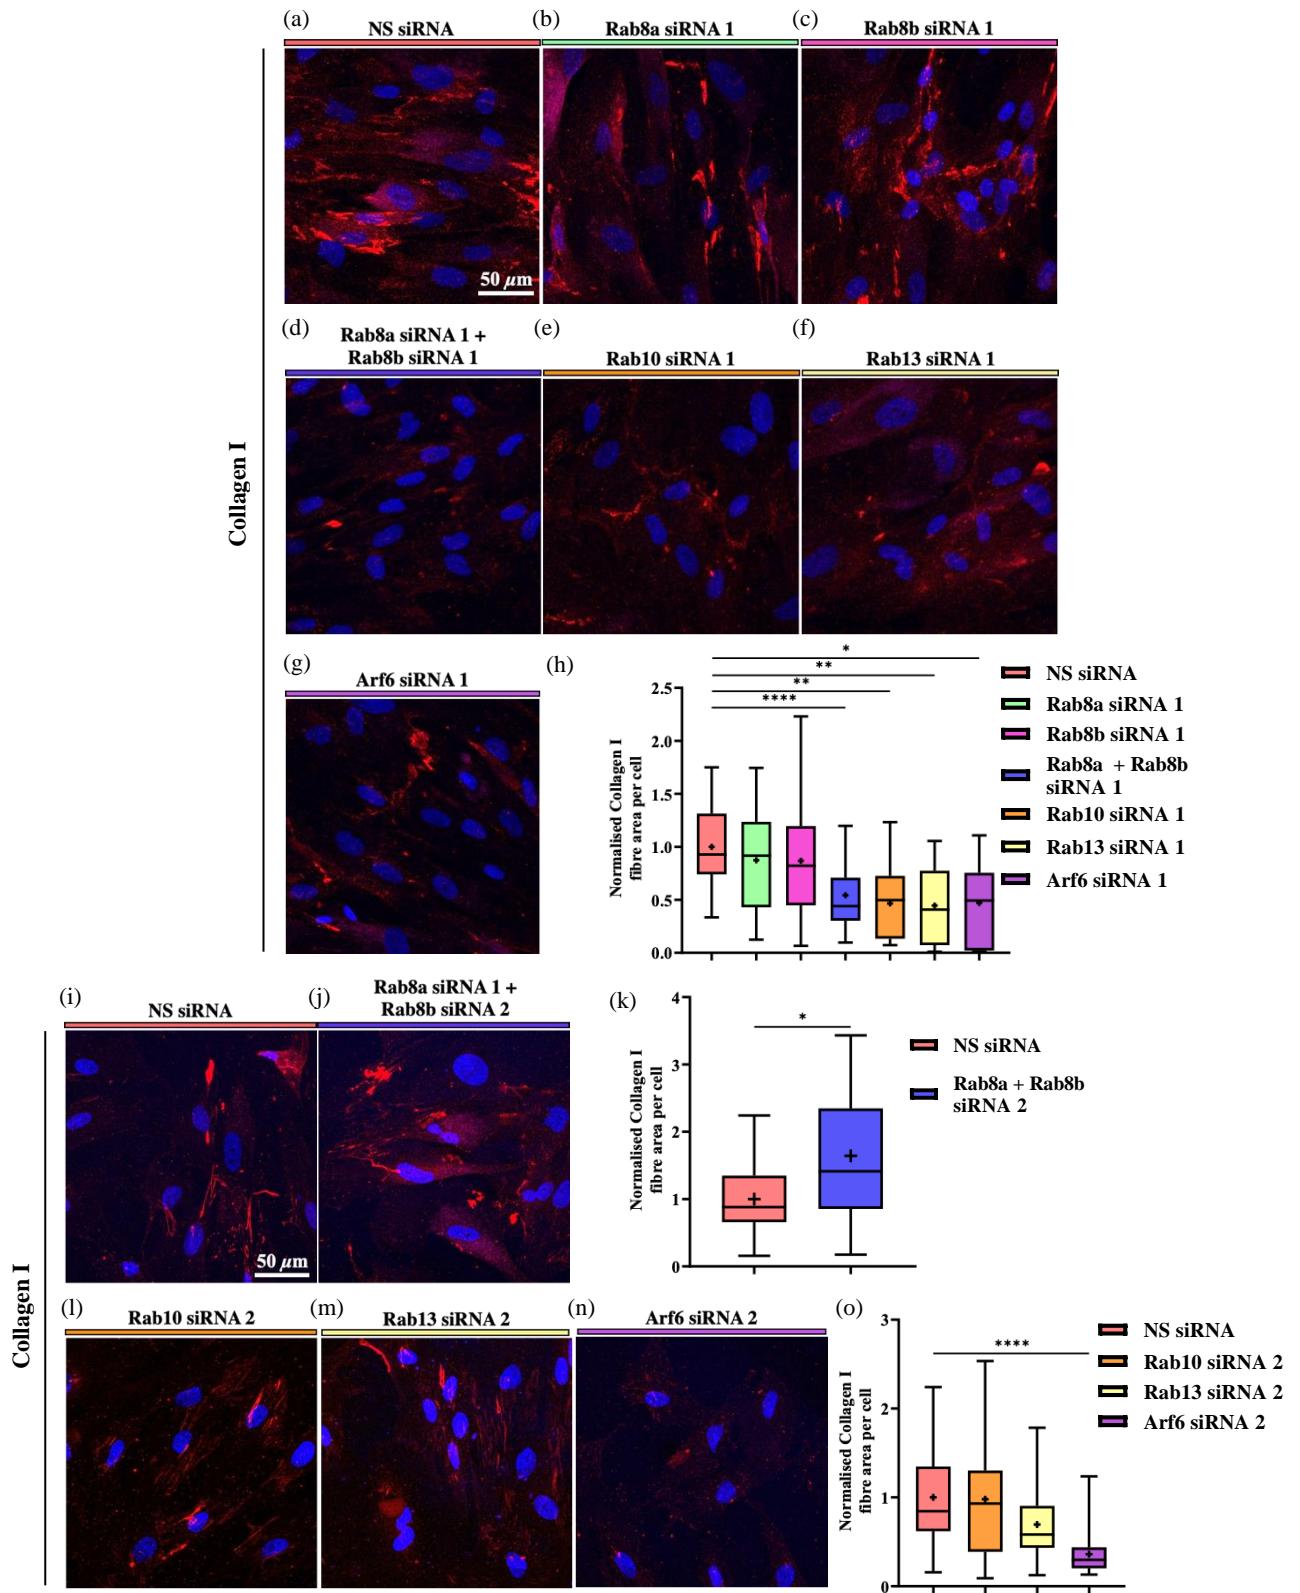 (a)
NS siRNA
(b)
Rab8a siRNA 1
(c)
Rab8b siRNA 1
50 µm
(d)
Rab8a siRNA 1 +
Rab8b siRNA 1
(e)
Rab10 siRNA 1
(f)
Rab13 siRNA 1
Collagen I
(g)
Arf6 siRNA 1
(h)
*
**
**
****
2.5
2.0
1.5
1.0
0.5
0.0
Normalised Collagen I
fibre area per cell
NS siRNA
Rab8a siRNA 1
Rab8b siRNA 1
Rab8a + Rab8b
siRNA 1
Rab10 siRNA 1
Rab13 siRNA 1
Arf6 siRNA 1
(i)
NS siRNA
(j)
Rab8a siRNA 1 +
Rab8b siRNA 2
50 µm
(k)
*
4
3
2
1
0
Normalised Collagen I
fibre area per cell
NS siRNA
Rab8a + Rab8b
siRNA 2
Collagen I
(l)
Rab10 siRNA 2
(m)
Rab13 siRNA 2
(n)
Arf6 siRNA 2
(o)
****
3
2
1
0
Normalised Collagen I
fibre area per cell
NS siRNA
Rab10 siRNA 2
Rab13 siRNA 2
Arf6 siRNA 2